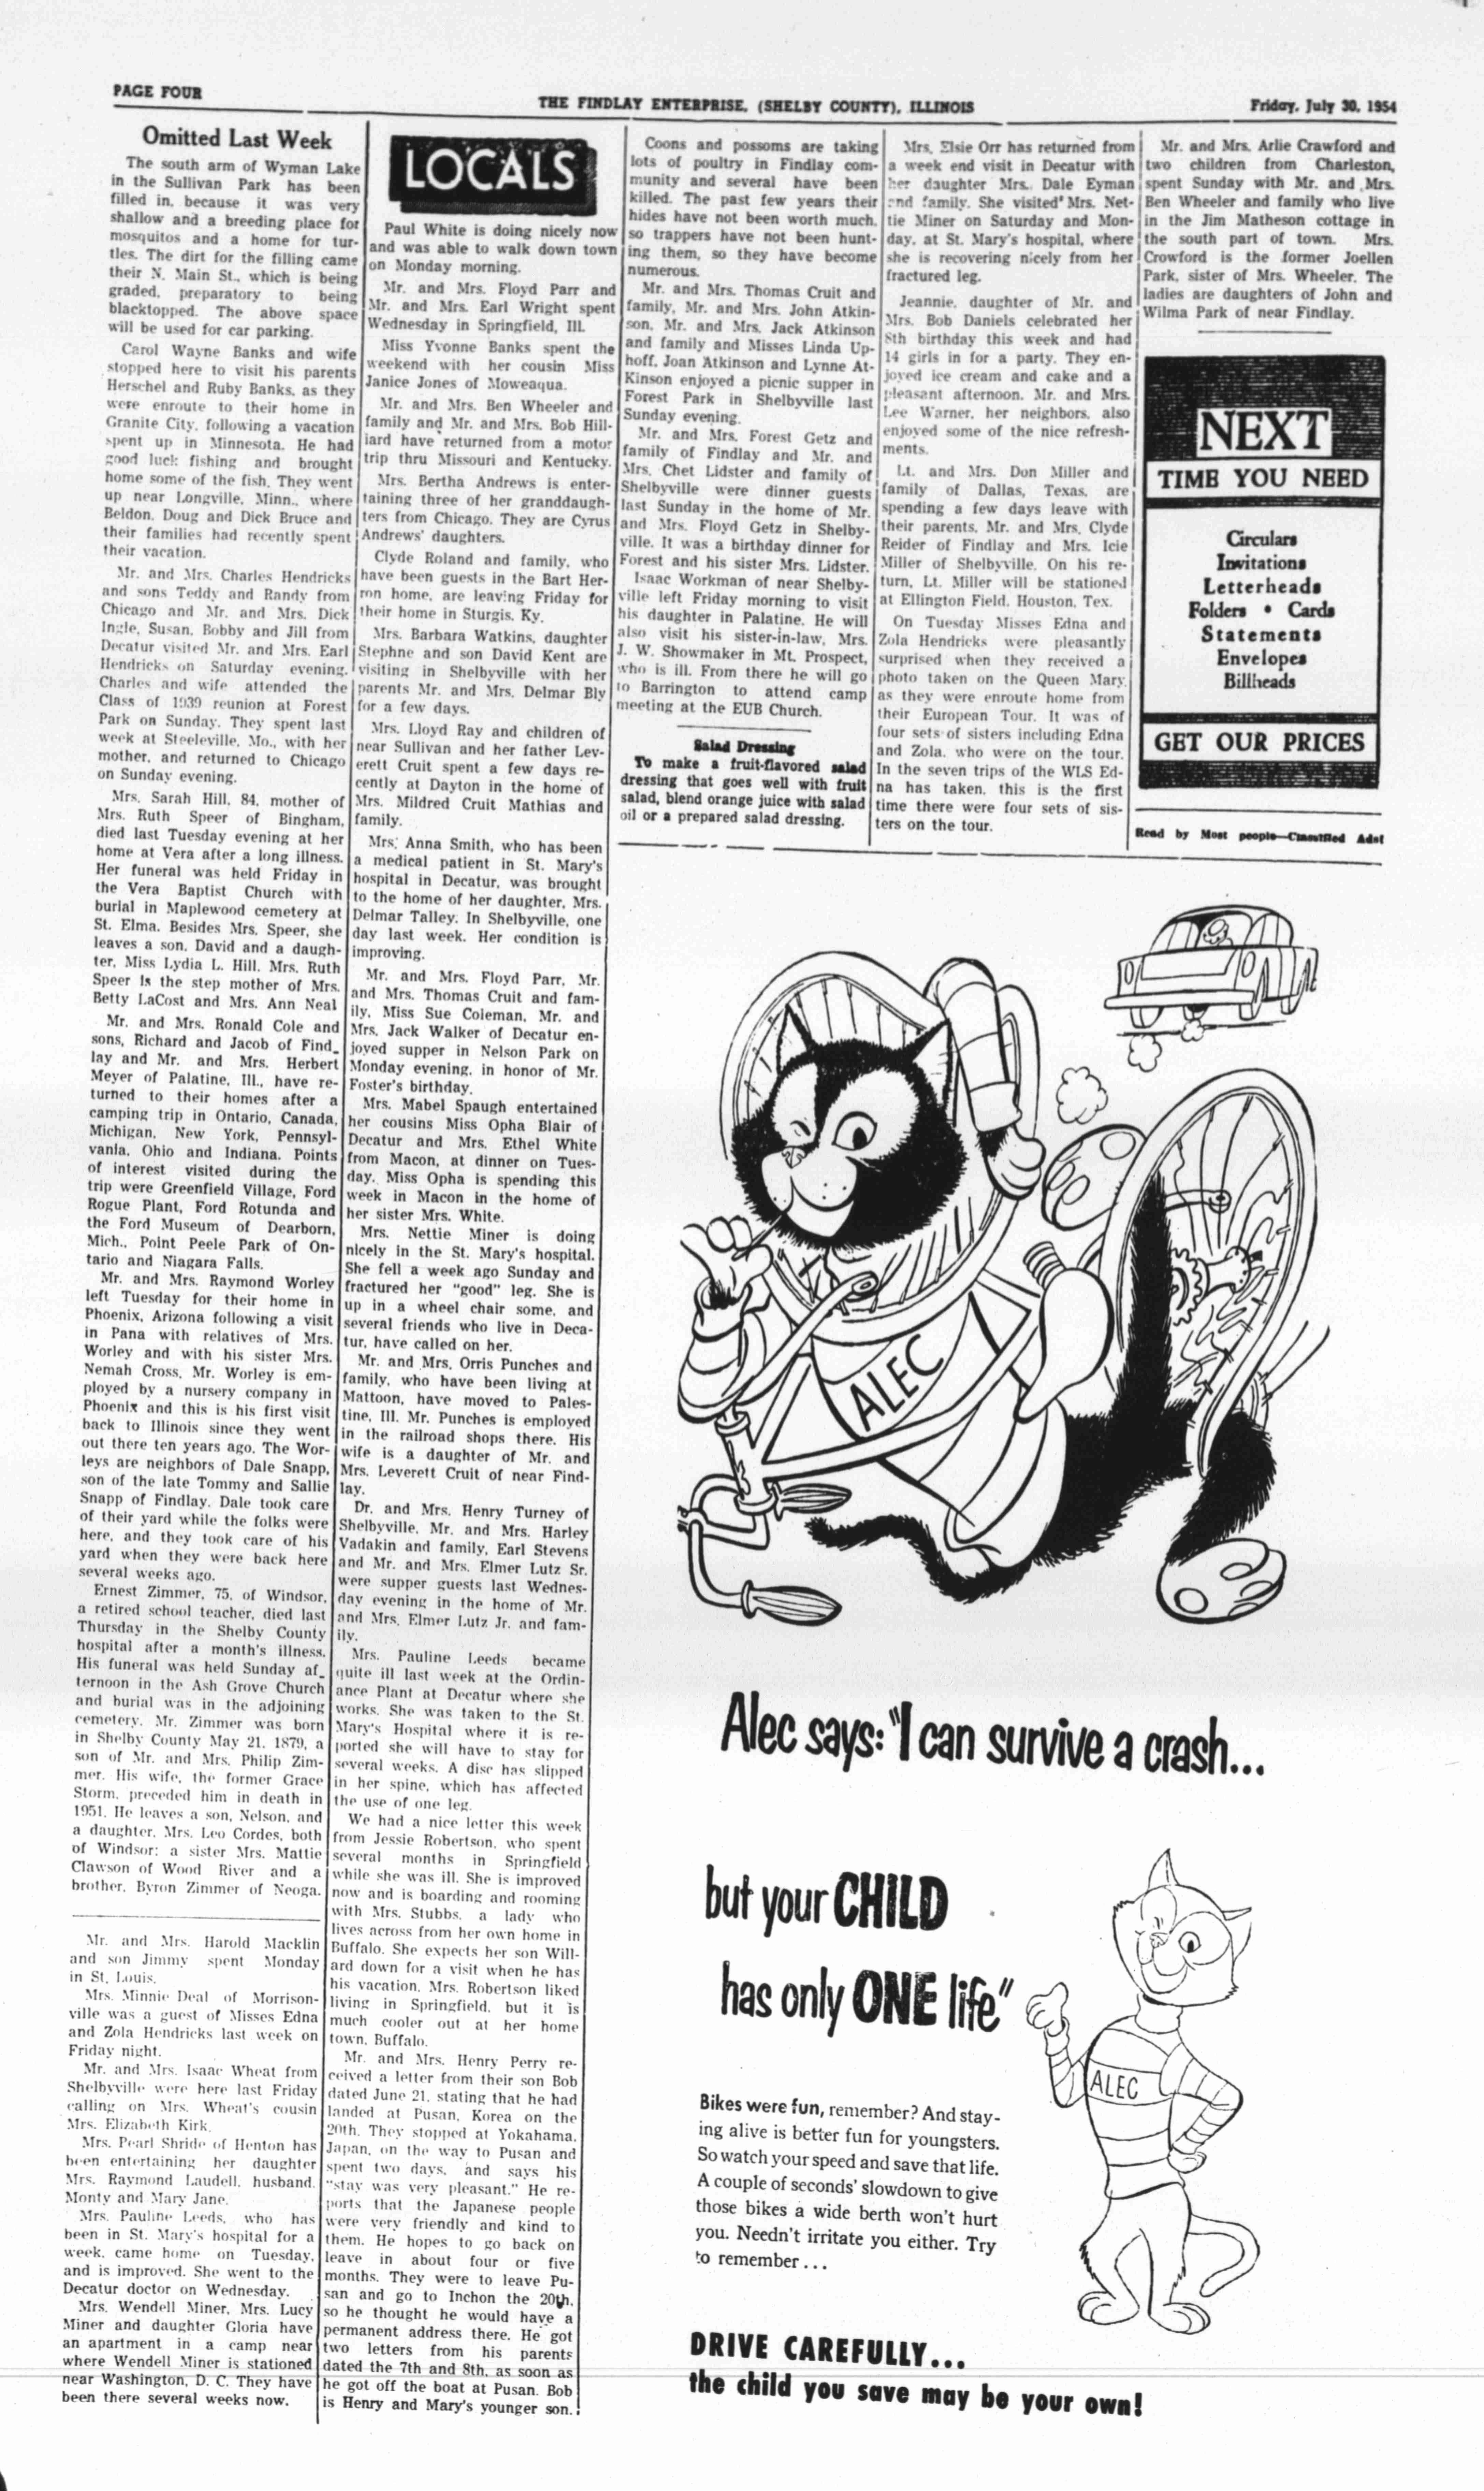 PAGE FOUR
THE FINDLAY ENTERPRISE, (SHELBY COUNTY), ILLINOIS
Friday, July 30, 1954
Omitted Last Week
The south arm of Wyman Lake
in the Sullivan Park has been
filled in, because it was very
shallow and a breeding place for
mosquitos and a home for tur-
tles. The dirt for the filling came
their N. Main St., which is being
graded, preparatory to being
blacktopped. The above space
will be used for car parking.
Carol Wayne Banks and wife
stopped here to visit his parents
Herschel and Ruby Banks, as they
were enroute to their home in
Granite City, following a vacation
spent up in Minnesota. He had
good luck fishing and brought
home some of the fish. They went
up near Longville, Minn., where
Beldon, Doug and Dick Bruce and
their families had recently spent
their vacation.
Mr. and Mrs. Charles Hendricks
and sons Teddy and Randy from
Chicago and Mr. and Mrs. Dick
Ingle, Susan, Bobby and Jill from
Decatur visited Mr. and Mrs. Earl
Hendricks on Saturday evening.
Charles and wife attended the
Class of 1939 reunion at Forest
Park on Sunday. They spent last
week at Steeleville, Mo., with her
mother, and returned to Chicago
on Sunday evening.
Mrs. Sarah Hill, 84, mother of
Mrs. Ruth Speer of Bingham,
died last Tuesday evening at her
home at Vera after a long illness.
Her funeral was held Friday in
the Vera Baptist Church with
burial in Maplewood cemetery at
St. Elma. Besides Mrs. Speer, she
leaves a son, David and a daugh-
ter, Miss Lydia L. Hill. Mrs. Ruth
Speer is the step mother of Mrs.
Betty LaCost and Mrs. Ann Neal
Mr. and Mrs. Ronald Cole and
sons, Richard and Jacob of Find_
lay and Mr. and Mrs. Herbert
Meyer of Palatine, Ill., have re-
turned to their homes after a
camping trip in Ontario, Canada,
Michigan, New York, Pennsyl-
vania, Ohio and Indiana. Points
of interest visited during the
trip were Greenfield Village, Ford
Rogue Plant, Ford Rotunda and
the Ford Museum of Dearborn,
Mich., Point Peele Park of On-
tario and Niagara Falls.
Mr. and Mrs. Raymond Worley
left Tuesday for their home in
Phoenix, Arizona following a visit
in Pana with relatives of Mrs.
Worley and with his sister Mrs.
Nemah Cross. Mr. Worley is em-
ployed by a nursery company in
Phoenix and this is his first visit
back to Illinois since they went
out there ten years ago. The Wor-
leys are neighbors of Dale Snapp,
son of the late Tommy and Sallie
Snapp of Findlay. Dale took care
of their yard while the folks were
here, and they took care of his
yard when they were back here
several weeks ago.
Ernest Zimmer, 75, of Windsor,
a retired school teacher, died last
Thursday in the Shelby County
hospital after a month's illness.
His funeral was held Sunday af_
ternoon in the Ash Grove Church
and burial was in the adjoining
cemetery. Mr. Zimmer was born
in Shelby County May 21, 1879, a
son of Mr. and Mrs. Philip Zim-
mer. His wife, the former Grace
Storm, preceded him in death in
1951. He leaves a son, Nelson, and
a daughter, Mrs. Leo Cordes, both
of Windsor; a sister Mrs. Mattie
Clawson of Wood River and a
brother, Byron Zimmer of Neoga.
Mr. and Mrs. Harold Macklin
and son Jimmy spent Monday
in St. Louis.
Mrs. Minnie Deal of Morrison-
ville was a guest of Misses Edna
and Zola Hendricks last week on
Friday night.
Mr. and Mrs. Isaac Wheat from
Shelbyville were here last Friday
calling on Mrs. Wheat's cousin
Mrs. Elizabeth Kirk.
Mrs. Pearl Shride of Henton has
been entertaining her daughter
Mrs. Raymond Laudell, husband,
Monty and Mary Jane.
Mrs. Pauline Leeds, who has
been in St. Mary's hospital for a
week, came home on Tuesday,
and is improved. She went to the
Decatur doctor on Wednesday.
Mrs. Wendell Miner, Mrs. Lucy
Miner and daughter Gloria have
an apartment in a camp near
where Wendell Miner is stationed
near Washington, D. C. They have
been there several weeks now.
LOCALS
Paul White is doing nicely now
and was able to walk down town
on Monday morning.
Mr. and Mrs. Floyd Parr and
Mr. and Mrs. Earl Wright spent
Wednesday in Springfield, Ill.
Miss Yvonne Banks spent the
weekend with her cousin Miss
Janice Jones of Moweaqua.
Mr. and Mrs. Ben Wheeler and
family and Mr. and Mrs. Bob Hill-
iard have returned from a motor
trip thru Missouri and Kentucky.
Mrs. Bertha Andrews is enter-
taining three of her granddaugh-
ters from Chicago. They are Cyrus
Andrews' daughters.
Clyde Roland and family, who
have been guests in the Bart Her-
ron home, are leaving Friday for
their home in Sturgis, Ky.
Mrs. Barbara Watkins, daughter
Stephne and son David Kent are
visiting in Shelbyville with her
parents Mr. and Mrs. Delmar Bly
for a few days.
Mrs. Lloyd Ray and children of
near Sullivan and her father Lev-
erett Cruit spent a few days re-
cently at Dayton in the home of
Mrs. Mildred Cruit Mathias and
family.
Mrs. Anna Smith, who has been
a medical patient in St. Mary's
hospital in Decatur, was brought
to the home of her daughter, Mrs.
Delmar Talley. In Shelbyville, one
day last week. Her condition is
improving.
Mr. and Mrs. Floyd Parr, Mr.
and Mrs. Thomas Cruit and fam-
ily, Miss Sue Coleman, Mr. and
Mrs. Jack Walker of Decatur en-
joyed supper in Nelson Park on
Monday evening, in honor of Mr.
Foster's birthday.
Mrs. Mabel Spaugh entertained
her cousins Miss Opha Blair of
Decatur and Mrs. Ethel White
from Macon, at dinner on Tues-
day. Miss Opha is spending this
week in Macon in the home of
her sister Mrs. White.
Mrs. Nettie Miner is doing
nicely in the St. Mary's hospital.
She fell a week ago Sunday and
fractured her "good" leg. She is
up in a wheel chair some, and
several friends who live in Deca-
tur, have called on her.
Mr. and Mrs. Orris Punches and
family, who have been living at
Mattoon, have moved to Pales-
tine, Ill. Mr. Punches is employed
in the railroad shops there. His
wife is a daughter of Mr. and
Mrs. Leverett Cruit of near Find-
lay.
Dr. and Mrs. Henry Turney of
Shelbyville, Mr. and Mrs. Harley
Vadakin and family, Earl Stevens
and Mr. and Mrs. Elmer Lutz Sr.
were supper guests last Wednes-
day evening in the home of Mr.
and Mrs. Elmer Lutz Jr. and fam-
ily.
Mrs. Pauline Leeds became
quite ill last week at the Ordin-
ance Plant at Decatur where she
works. She was taken to the St.
Mary's Hospital where it is re-
ported she will have to stay for
several weeks. A disc has slipped
in her spine, which has affected
the use of one leg.
We had a nice letter this week
from Jessie Robertson, who spent
several months in Springfield
while she was ill. She is improved
now and is boarding and rooming
with Mrs. Stubbs, a lady who
lives across from her own home in
Buffalo. She expects her son Will-
ard down for a visit when he has
his vacation. Mrs. Robertson liked
living in Springfield, but it is
much cooler out at her home
town, Buffalo.
Mr. and Mrs. Henry Perry re-
ceived a letter from their son Bob
dated June 21, stating that he had
landed at Pusan, Korea on the
20th. They stopped at Yokahama,
Japan, on the way to Pusan and
spent two days, and says his
"stay was very pleasant." He re-
ports that the Japanese people
were very friendly and kind to
them. He hopes to go back on
leave in about four or five
months. They were to leave Pu-
san and go to Inchon the 20th,
so he thought he would have a
permanent address there. He got
two letters from his parents
dated the 7th and 8th, as soon as
he got off the boat at Pusan. Bob
is Henry and Mary's younger son.
Coons and possoms are taking
lots of poultry in Findlay com-
munity and several have been
killed. The past few years their
hides have not been worth much,
so trappers have not been hunt-
ing them, so they have become
numerous.
Mr. and Mrs. Thomas Cruit and
family, Mr. and Mrs. John Atkin-
son, Mr. and Mrs. Jack Atkinson
and family and Misses Linda Up-
hoff, Joan Atkinson and Lynne At-
Kinson enjoyed a picnic supper in
Forest Park in Shelbyville last
Sunday evening.
Mr. and Mrs. Forest Getz and
family of Findlay and Mr. and
Mrs. Chet Lidster and family of
Shelbyville were dinner guests
last Sunday in the home of Mr.
and Mrs. Floyd Getz in Shelby-
ville. It was a birthday dinner for
Forest and his sister Mrs. Lidster.
Isaac Workman of near Shelby-
ville left Friday morning to visit
his daughter in Palatine. He will
also visit his sister-in-law, Mrs.
J. W. Showmaker in Mt. Prospect,
who is ill. From there he will go
to Barrington to attend camp
meeting at the EUB Church.
Salad Dressing
To make a fruit-flavored salad
dressing that goes well with fruit
salad, blend orange juice with salad
oil or a prepared salad dressing.
Mrs. Elsie Orr has returned from
a week end visit in Decatur with
her daughter Mrs. Dale Eyman
and family. She visited Mrs. Net-
tie Miner on Saturday and Mon-
day, at St. Mary's hospital, where
she is recovering nicely from her
fractured leg.
Jeannie, daughter of Mr. and
Mrs. Bob Daniels celebrated her
8th birthday this week and had
14 girls in for a party. They en-
joyed ice cream and cake and a
pleasant afternoon. Mr. and Mrs.
Lee Warner, her neighbors, also
enjoyed some of the nice refresh-
ments.
Lt. and Mrs. Don Miller and
family of Dallas, Texas, are
spending a few days leave with
their parents, Mr. and Mrs. Clyde
Reider of Findlay and Mrs. Icie
Miller of Shelbyville. On his re-
turn, Lt. Miller will be stationed
at Ellington Field, Houston, Tex.
On Tuesday Misses Edna and
Zola Hendricks were pleasantly
surprised when they received a
photo taken on the Queen Mary,
as they were enroute home from
their European Tour. It was of
four sets of sisters including Edna
and Zola, who were on the tour.
In the seven trips of the WLS Ed-
na has taken, this is the first
time there were four sets of sis-
ters on the tour.
Mr. and Mrs. Arlie Crawford and
two children from Charleston,
spent Sunday with Mr. and Mrs.
Ben Wheeler and family who live
in the Jim Matheson cottage in
the south part of town. Mrs.
Crowford is the former Joellen
Park, sister of Mrs. Wheeler. The
ladies are daughters of John and
Wilma Park of near Findlay.
NEXT
TIME YOU NEED
Circulars
Invitations
Letterheads
Folders • Cards
Statements
Envelopes
Billheads
GET OUR PRICES
Read by Most people—Classified Ads!
ALEC
Alec says: "I can survive a crash...
but your CHILD
has only ONE life"
ALEC
Bikes were fun, remember? And stay-
ing alive is better fun for youngsters.
So watch your speed and save that life.
A couple of seconds' slowdown to give
those bikes a wide berth won't hurt
you. Needn't irritate you either. Try
to remember...
DRIVE CAREFULLY...
the child you save may be your own!